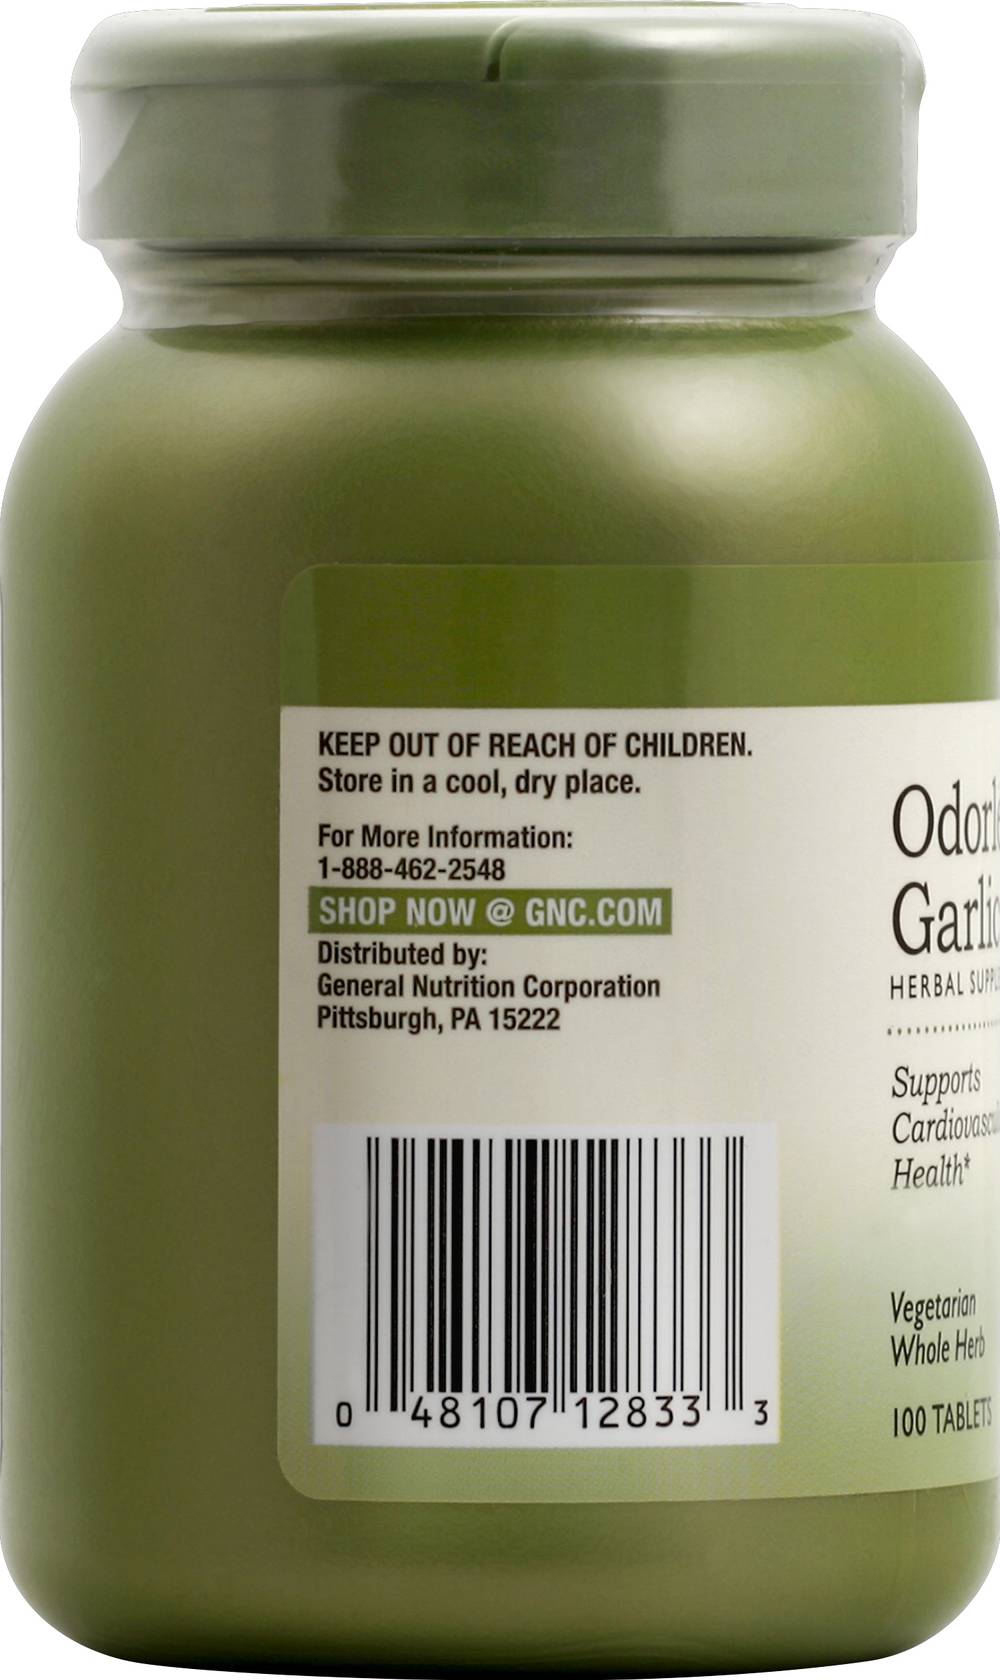 KEEP OUT OF REACH OF CHILDREN.
Store in a cool, dry place.
For More Information:
1-888-462-2548
SHOP NOW @ GNC.COM
Distributed by:
General Nutrition Corporation
Pittsburgh, PA 15222
0 48107 12833 3
Garlic
HERBAL
Supports
Health*
Vegetarian
Whole Herb
100 TABLETS